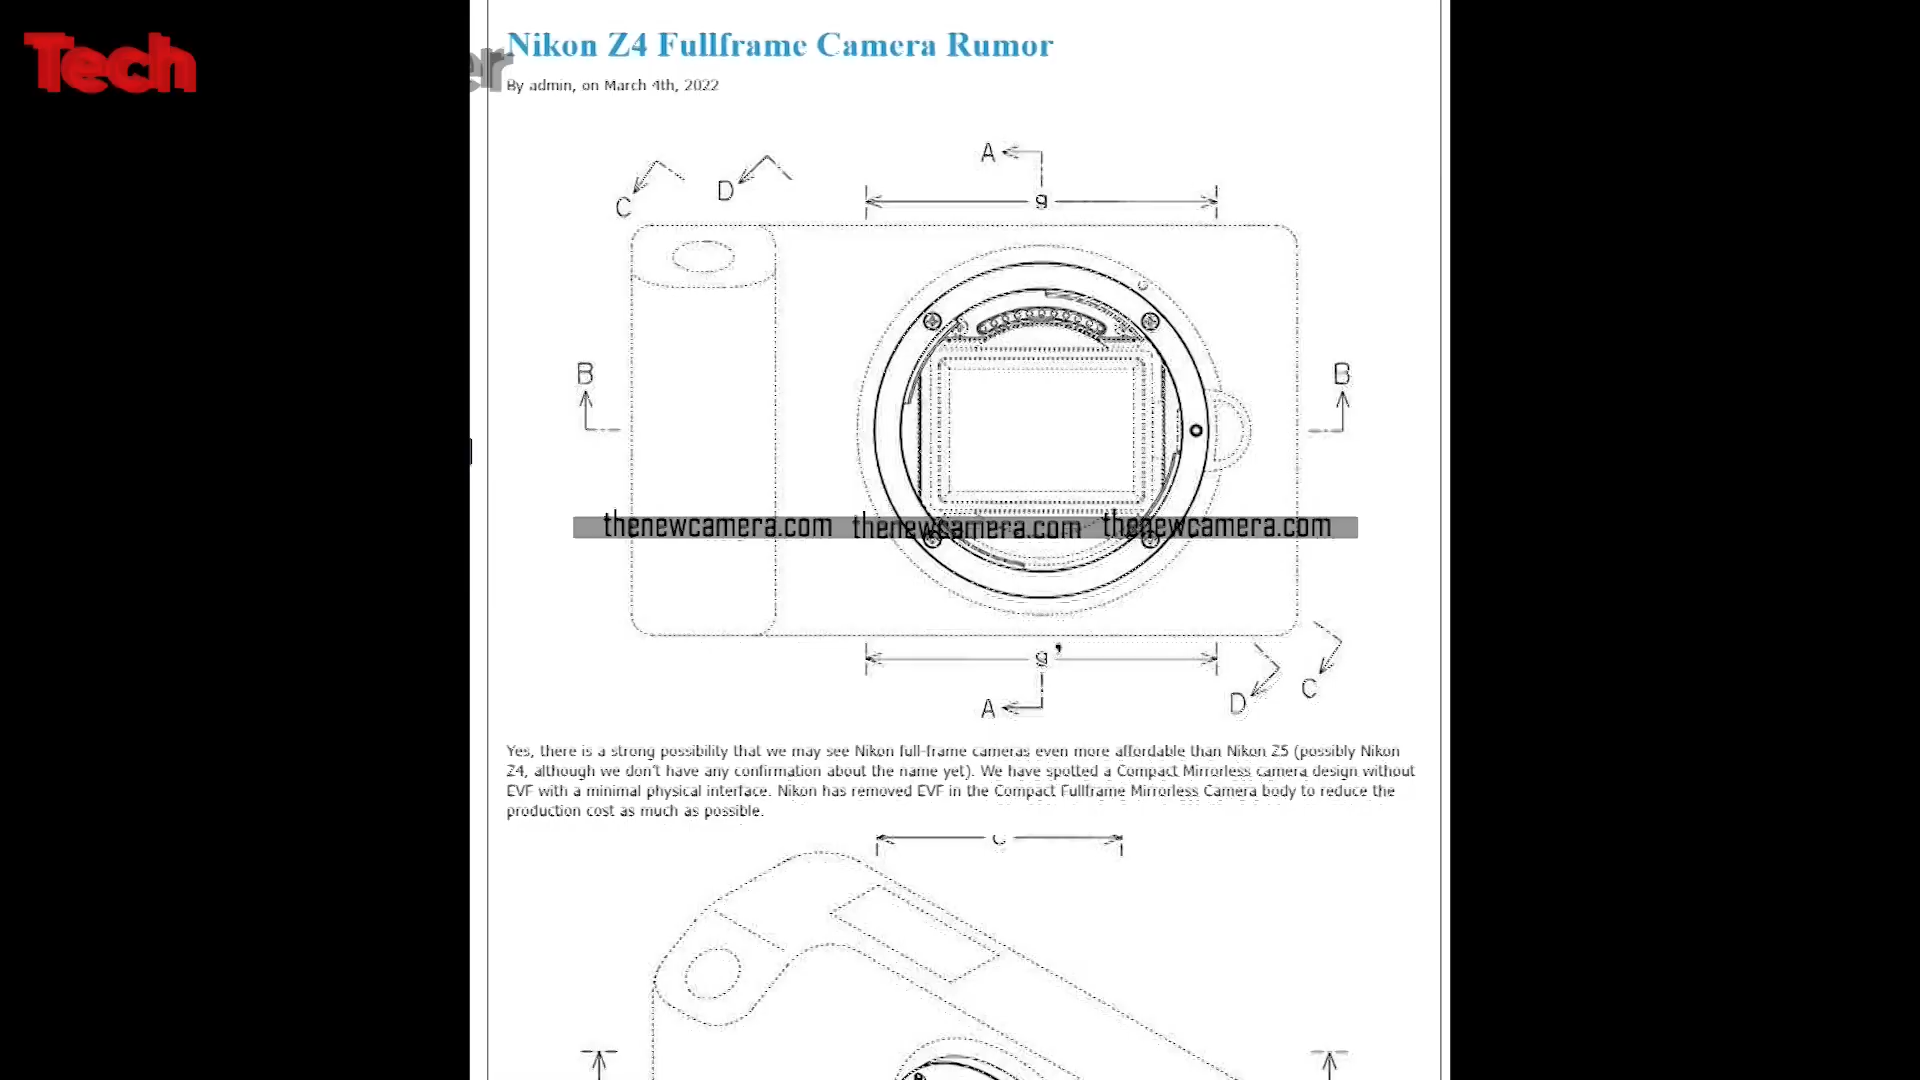 Tech
er
Nikon Z4 Fullframe Camera Rumor
By admin, on March 4th, 2022
A
C
D
g
B
B
thenewcamera.com thenewcamera.com thenewcamera.com
g'
A
D
C
Yes, there is a strong possibility that we may see Nikon full-frame cameras even more affordable than Nikon Z5 (possibly Nikon
Z4, although we don't have any confirmation about the name yet). We have spotted a Compact Mirrorless camera design without
EVF with a minimal physical interface. Nikon has removed EVF in the Compact Fullframe Mirrorless Camera body to reduce the
production cost as much as possible.